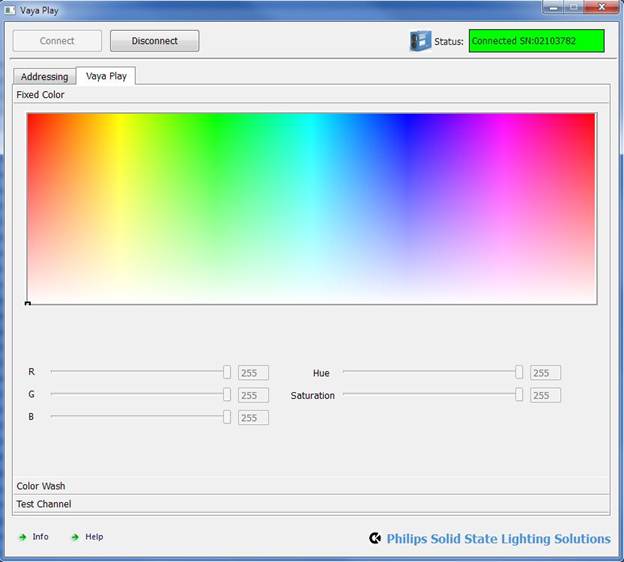 Vaya Play
Connect
Disconnect
Status:
Connected SN:02103782
Addressing
Vaya Play
Fixed Color
R
255
Hue
255
G
255
Saturation
255
B
255
Color Wash
Test Channel
Info
Help
Philips Solid State Lighting Solutions